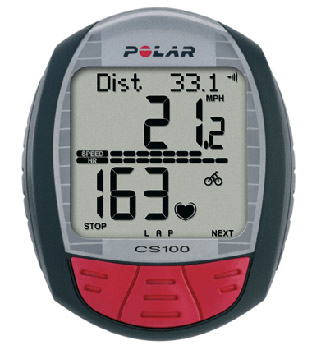 POLAR
Dist 33.1
MPH
21.2
SPEED
HR
163
STOP LAP NEXT
CS100